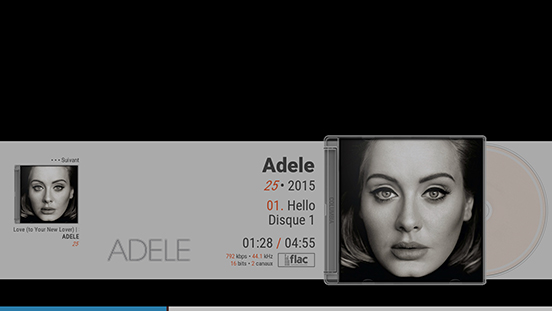 ••• Suivant
Love (to Your New Lover) |
ADELE
25
ADELE
Adele
25 • 2015
01. Hello
Disque 1
01:28 / 04:55
792 kbps • 44.1 kHz
16 bits • 2 canaux
flac